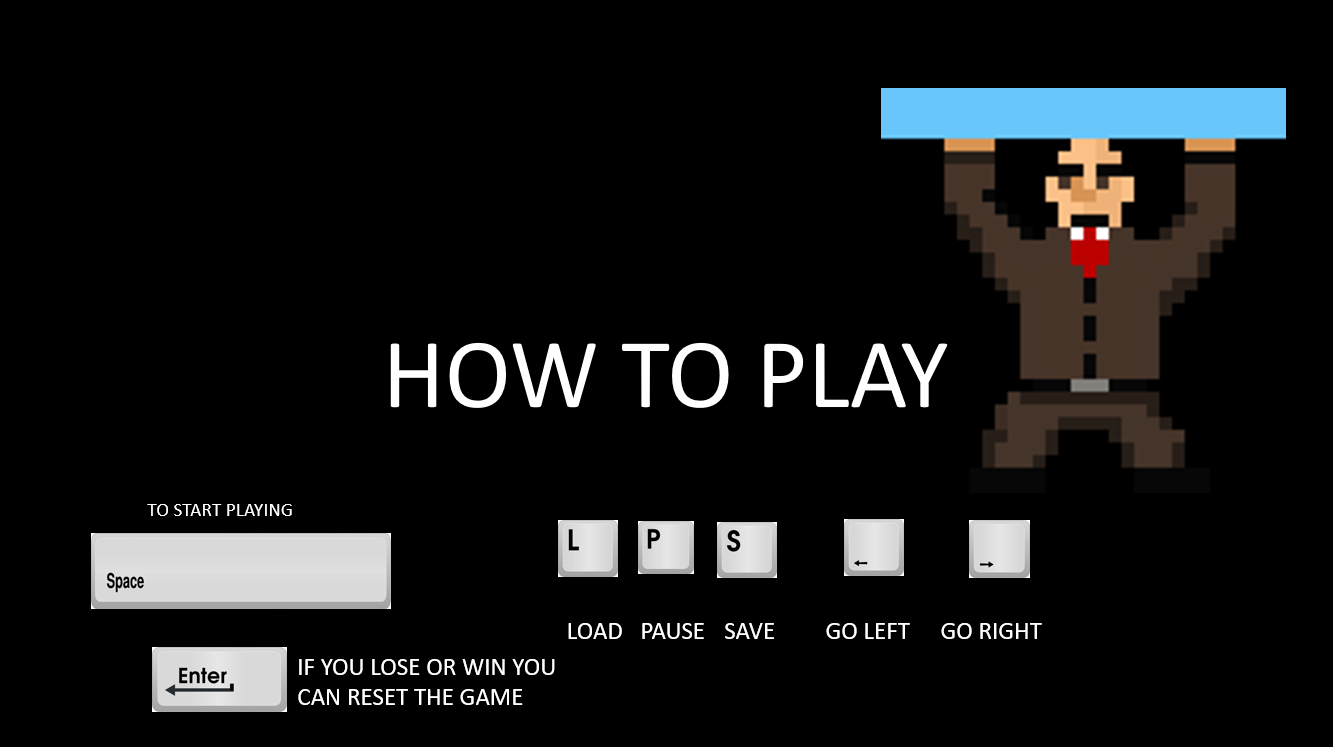 HOW TO PLAY
TO START PLAYING
Space
L P S ← →
LOAD PAUSE SAVE GO LEFT GO RIGHT
Enter
IF YOU LOSE OR WIN YOU
CAN RESET THE GAME